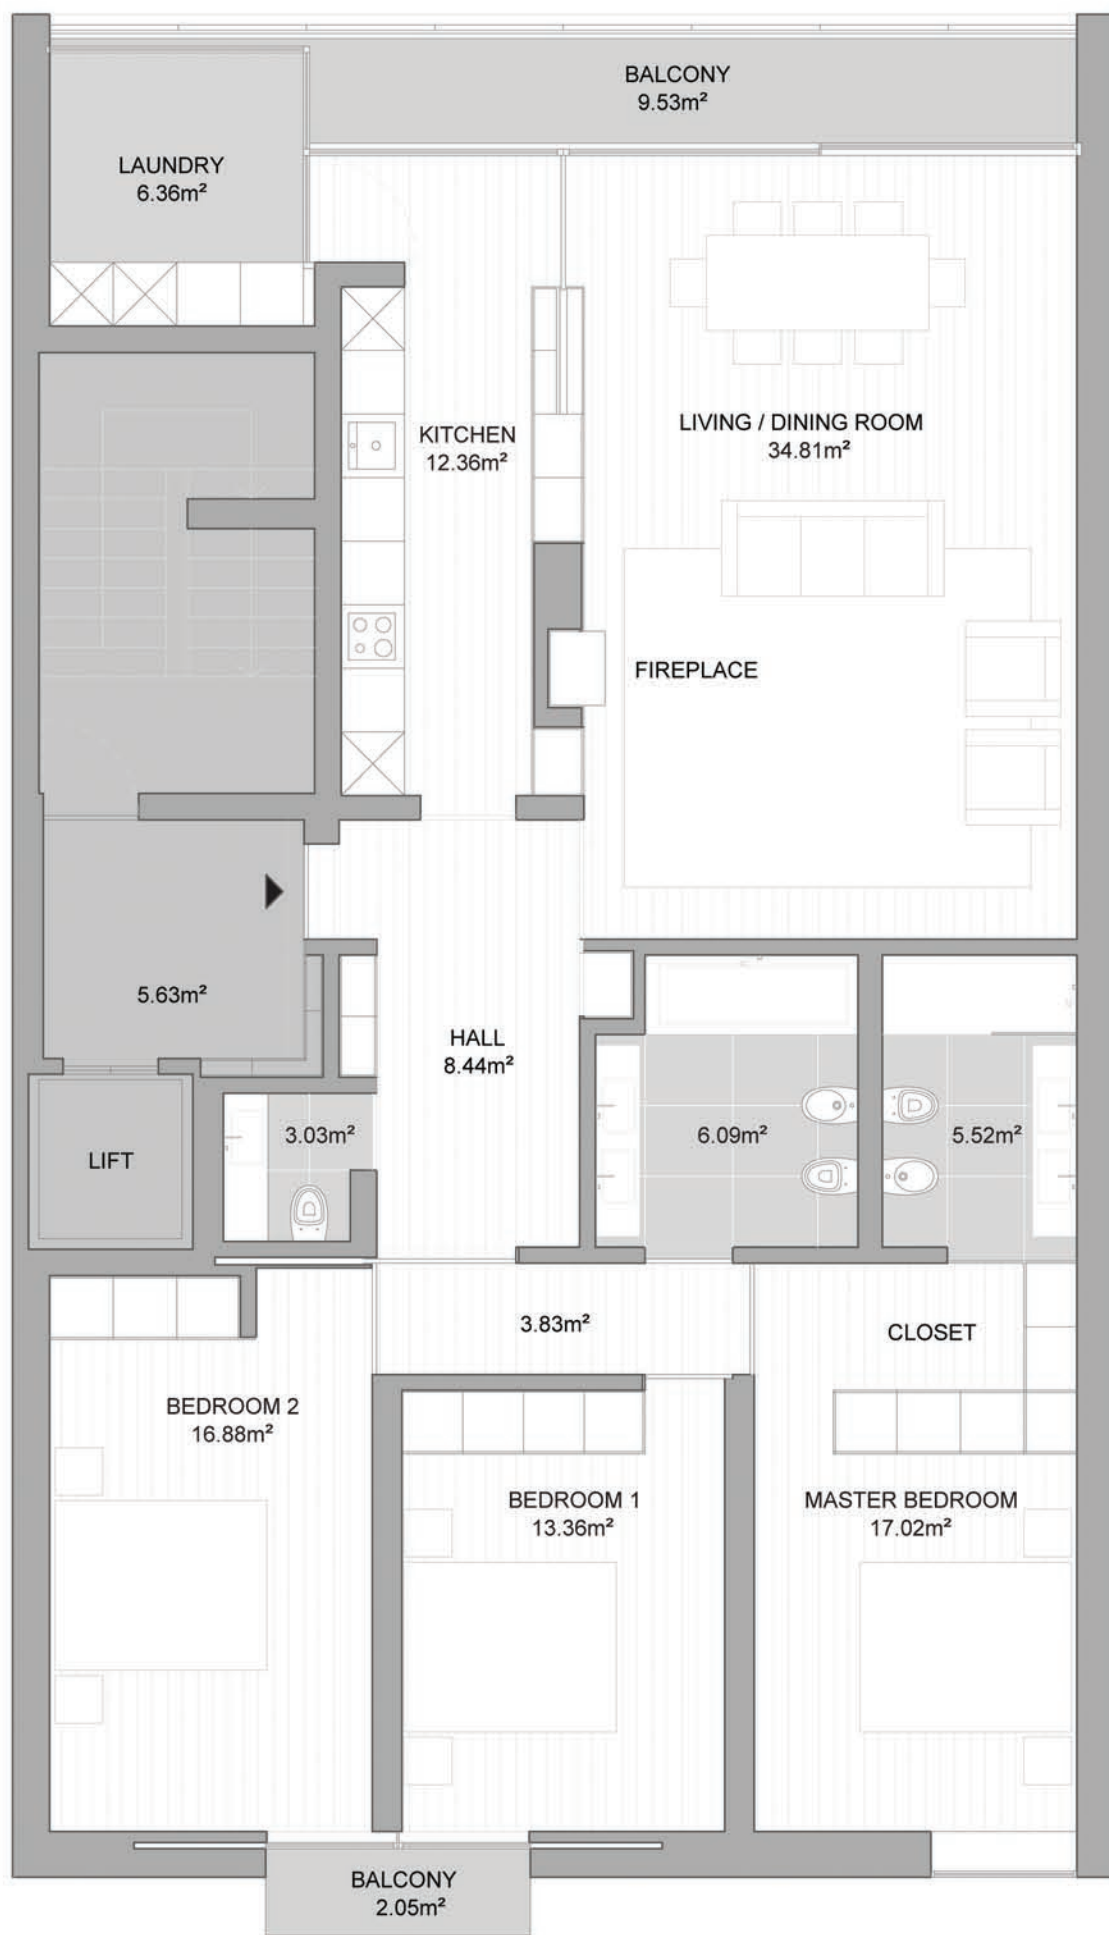 BALCONY
9.53m²
LAUNDRY
6.36m²
KITCHEN
12.36m²
LIVING / DINING ROOM
34.81m²
FIREPLACE
5.63m²
HALL
8.44m²
LIFT
3.03m²
6.09m²
5.52m²
3.83m²
CLOSET
BEDROOM 2
16.88m²
BEDROOM 1
13.36m²
MASTER BEDROOM
17.02m²
BALCONY
2.05m²